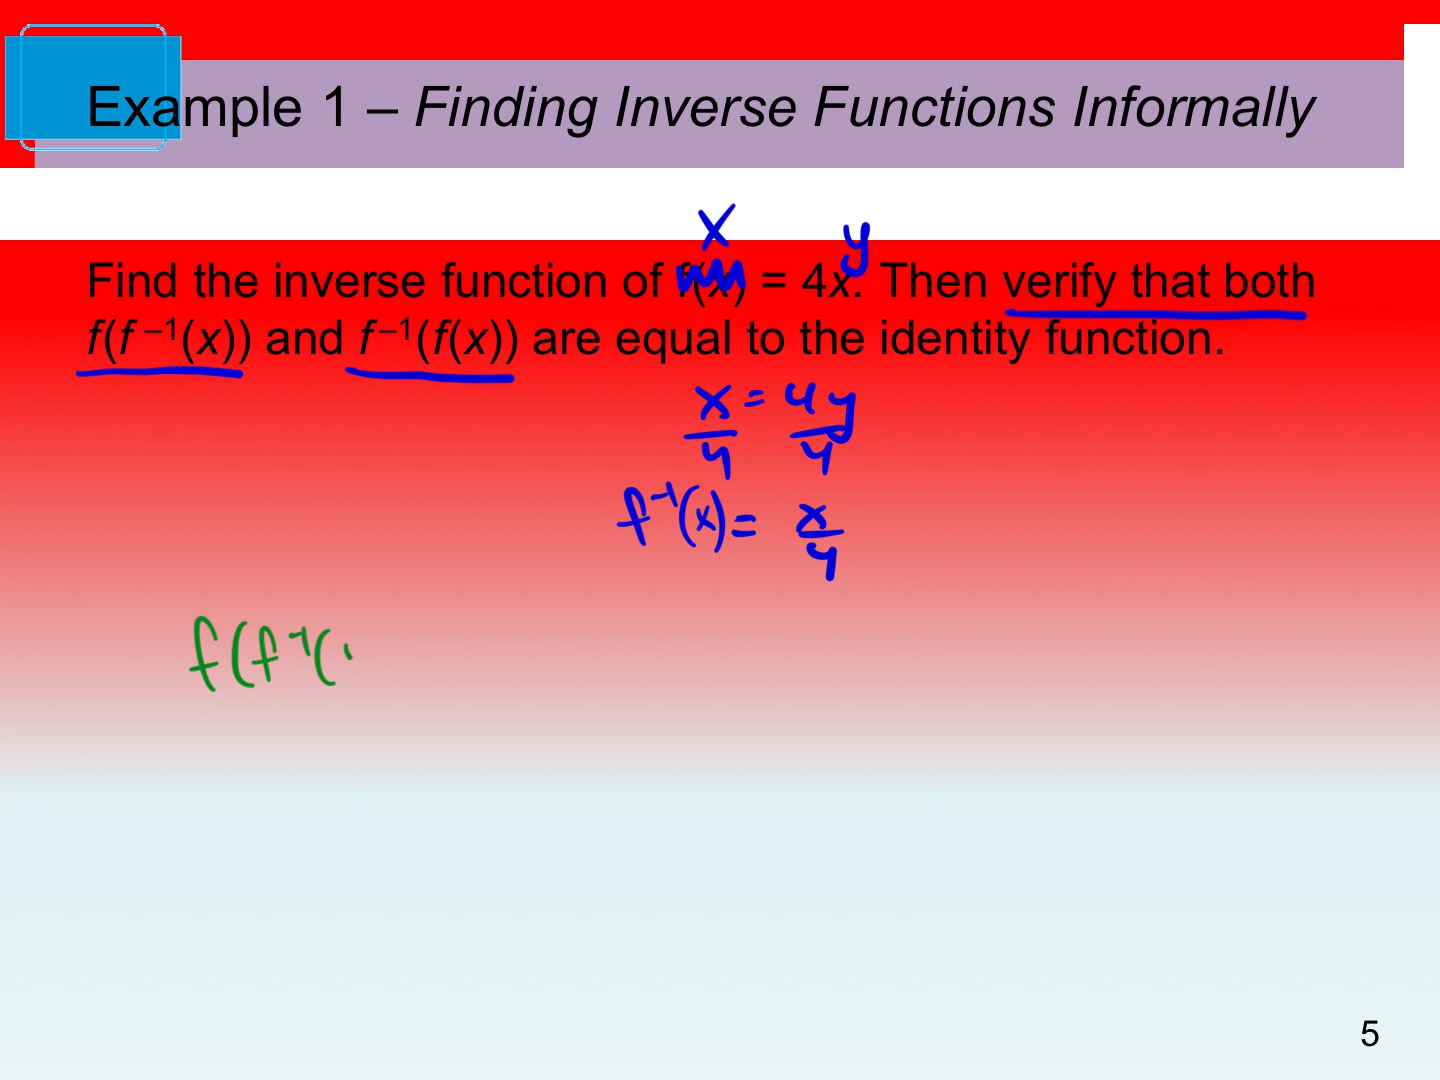 Example 1 – Finding Inverse Functions Informally
x y
Find the inverse function of f(x) = 4x. Then verify that both
f(f –1(x)) and f –1(f(x)) are equal to the identity function.
x = 4y
4 4
f-1(x) = x
4
f(f-1(
5